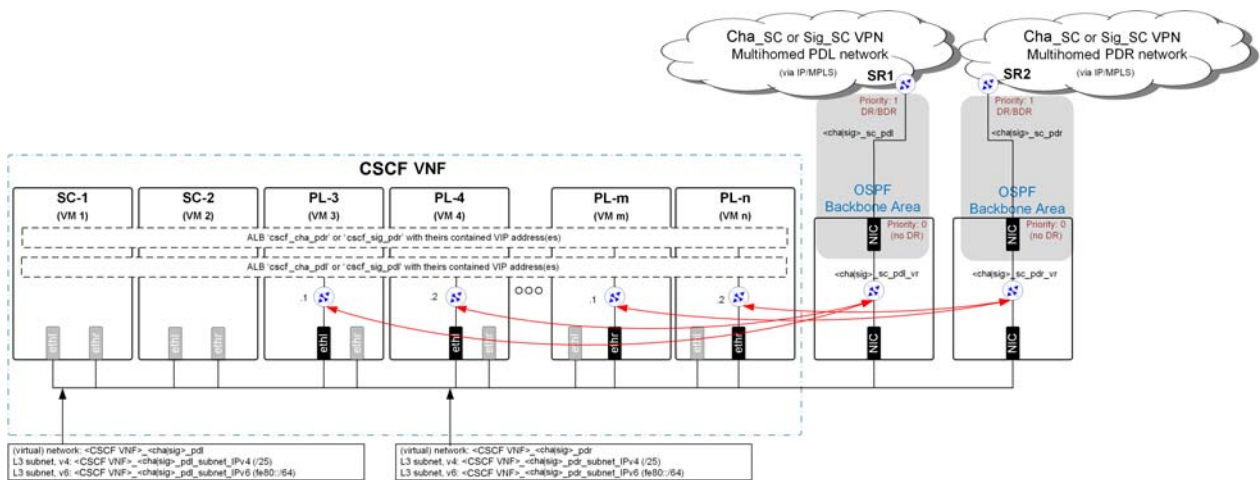 Cha_SC or Sig_SC VPN
Multihomed PDL network
(via IP/MPLS)
SR1
Cha_SC or Sig_SC VPN
Multihomed PDR network
(via IP/MPLS)
SR2
Priority: 1
DR/BDR
<cha|sig>_sc_pdl
Priority: 1
DR/BDR
<cha|sig>_sc_pdr
CSCF VNF
SC-1
(VM 1)
SC-2
(VM 2)
PL-3
(VM 3)
PL-4
(VM 4)
PL-m
(VM m)
PL-n
(VM n)
OSPF
Backbone Area
OSPF
Backbone Area
NIC
Priority: 0
(no DR)
NIC
Priority: 0
(no DR)
ALB 'cscf_cha_pdr' or 'cscf_sig_pdr' with theirs contained VIP address(es)
ALB 'cscf_cha_pdl' or 'cscf_sig_pdl' with theirs contained VIP address(es)
<cha|sig>_sc_pdl_vr
<cha|sig>_sc_pdr_vr
.1
.2
ooo
.1
.2
ethl
ethr
ethl
ethr
ethl
ethr
ethl
ethr
ethl
ethr
ethl
ethr
NIC
NIC
(virtual) network: <CSCF VNF>_<cha|sig>_pdl
L3 subnet, v4: <CSCF VNF>_<cha|sig>_pdl_subnet_IPv4 (/25)
L3 subnet, v6: <CSCF VNF>_<cha|sig>_pdl_subnet_IPv6 (fe80::/64)
(virtual) network: <CSCF VNF>_<cha|sig>_pdr
L3 subnet, v4: <CSCF VNF>_<cha|sig>_pdr_subnet_IPv4 (/25)
L3 subnet, v6: <CSCF VNF>_<cha|sig>_pdr_subnet_IPv6 (fe80::/64)